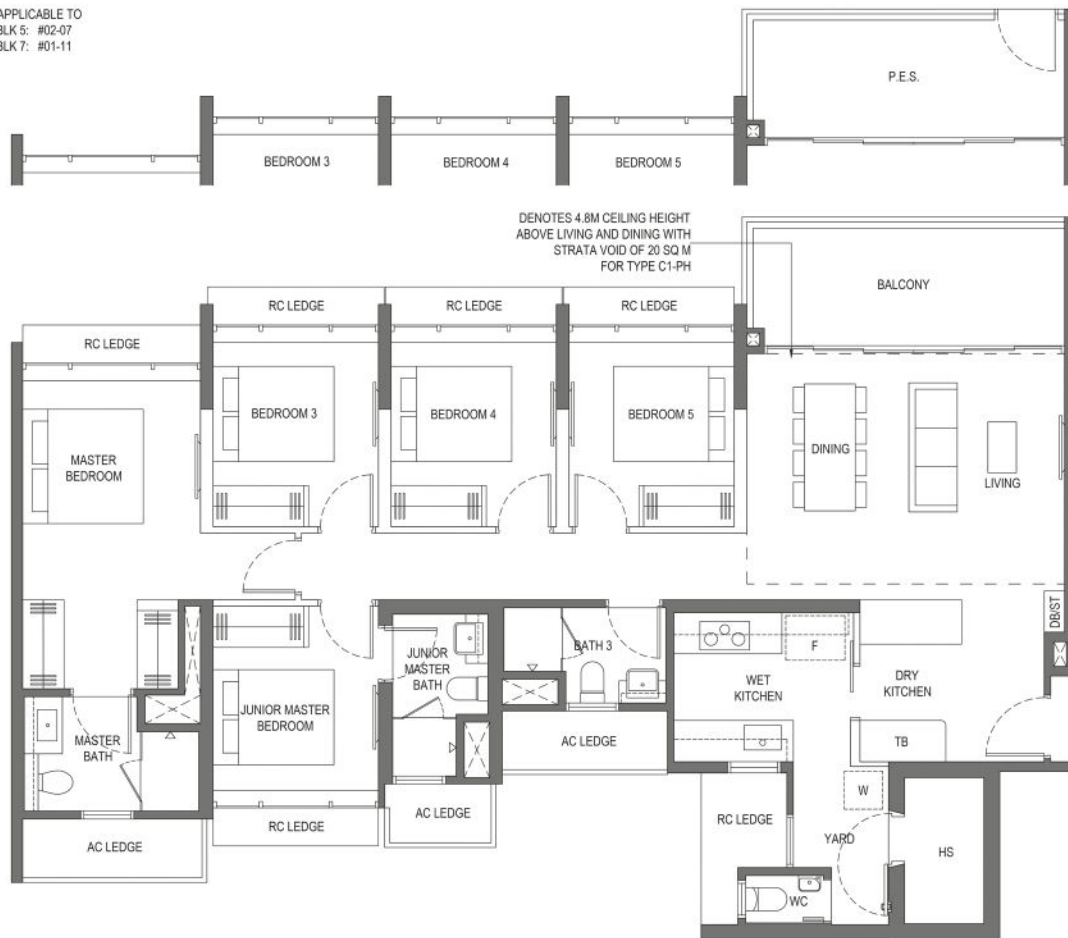 APPLICABLE TO
BLK 5: #02-07
BLK 7: #01-11
P.E.S.
BEDROOM 3
BEDROOM 4
BEDROOM 5
DENOTES 4.8M CEILING HEIGHT
ABOVE LIVING AND DINING WITH
STRATA VOID OF 20 SQ M
FOR TYPE C1-PH
BALCONY
RC LEDGE
RC LEDGE
RC LEDGE
RC LEDGE
BEDROOM 3
BEDROOM 4
BEDROOM 5
MASTER
BEDROOM
DINING
LIVING
DB/ST
JUNIOR
MASTER
BATH
BATH 3
F
WET
KITCHEN
DRY
KITCHEN
JUNIOR MASTER
BEDROOM
MASTER
BATH
AC LEDGE
TB
W
AC LEDGE
RC LEDGE
RC LEDGE
YARD
AC LEDGE
HS
WC